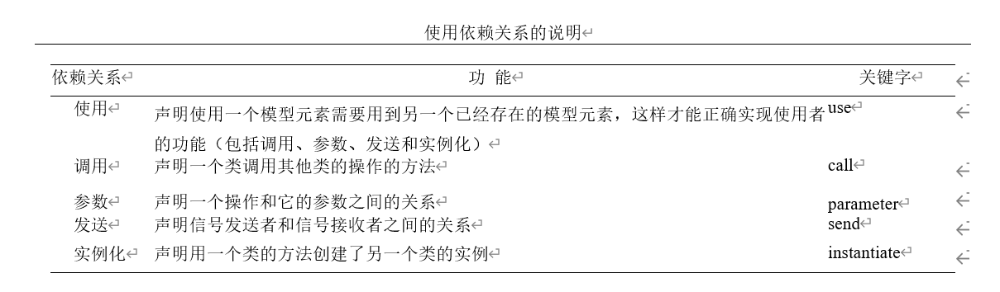 使用依赖关系的说明
依赖关系 功 能 关键字
使用 声明使用一个模型元素需要用到另一个已经存在的模型元素，这样才能正确实现使用者 use
的功能（包括调用、参数、发送和实例化）
调用 声明一个类调用其他类的操作的方法 call
参数 声明一个操作和它的参数之间的关系 parameter
发送 声明信号发送者和信号接收者之间的关系 send
实例化 声明用一个类的方法创建了另一个类的实例 instantiate